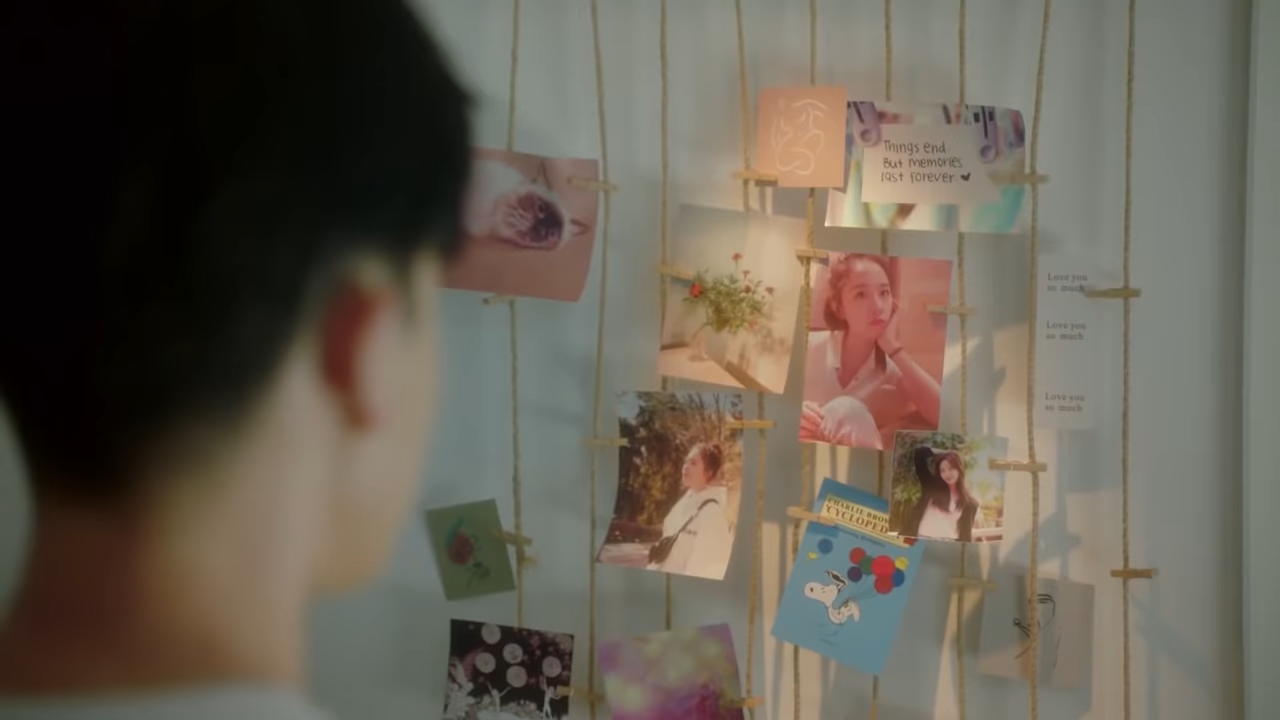 Things end
But memories
last forever ♥
Love you
so much
Love you
so much
Love you
so much
CHARLIE BROWN
'CYCLOPED